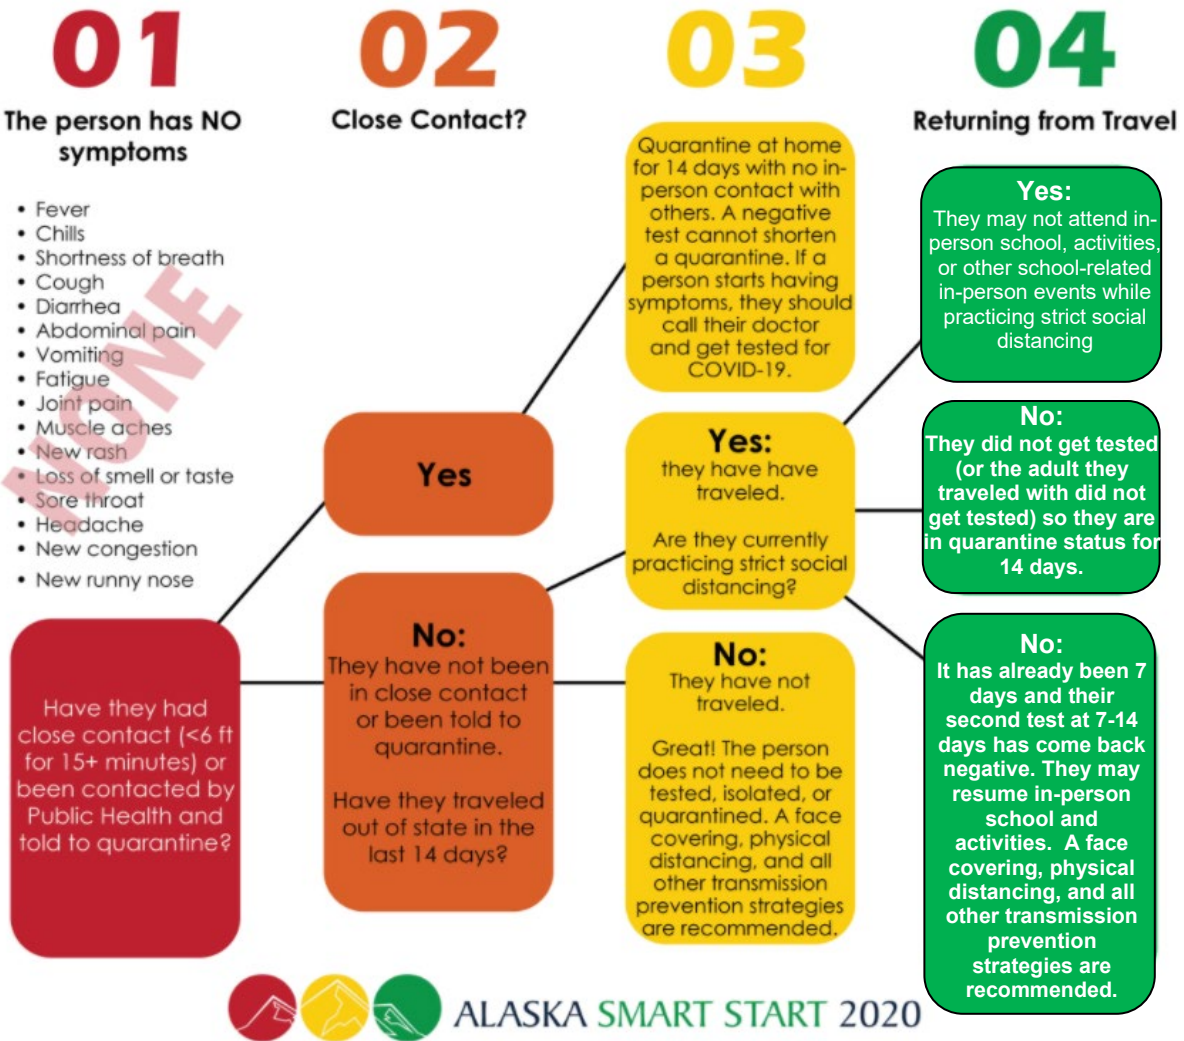 01
The person has NO
symptoms
• Fever
• Chills
• Shortness of breath
• Cough
• Diarrhea
• Abdominal pain
• Vomiting
• Fatigue
• Joint pain
• Muscle aches
• New rash
• Loss of smell or taste
• Sore throat
• Headache
• New congestion
• New runny nose
NONE
Have they had
close contact (<6 ft
for 15+ minutes) or
been contacted by
Public Health and
told to quarantine?
02
Close Contact?
Yes
No:
They have not been
in close contact
or been told to
quarantine.
Have they traveled
out of state in the
last 14 days?
03
Quarantine at home
for 14 days with no in-
person contact with
others. A negative
test cannot shorten
a quarantine. If a
person starts having
symptoms, they should
call their doctor
and get tested for
COVID-19.
Yes:
they have have
traveled.
Are they currently
practicing strict social
distancing?
No:
They have not
traveled.
Great! The person
does not need to be
tested, isolated, or
quarantined. A face
covering, physical
distancing, and all
other transmission
prevention strategies
are recommended.
04
Returning from Travel
Yes:
They may not attend in-
person school, activities,
or other school-related
in-person events while
practicing strict social
distancing
No:
They did not get tested
(or the adult they
traveled with did not
get tested) so they are
in quarantine status for
14 days.
No:
It has already been 7
days and their
second test at 7-14
days has come back
negative. They may
resume in-person
school and
activities. A face
covering, physical
distancing, and all
other transmission
prevention
strategies are
recommended.
ALASKA SMART START 2020